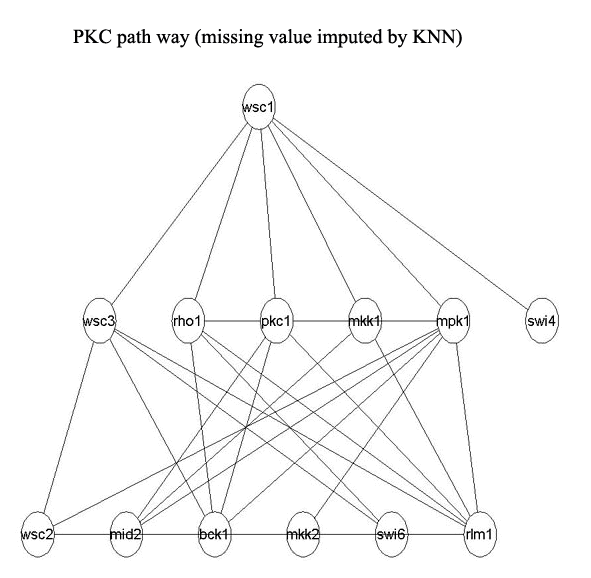 PKC path way (missing value imputed by KNN)
wsc1
wsc3 rho1 pkc1 mkk1 mpk1 swi4
wsc2 mid2 bck1 mkk2 swi6 rlm1